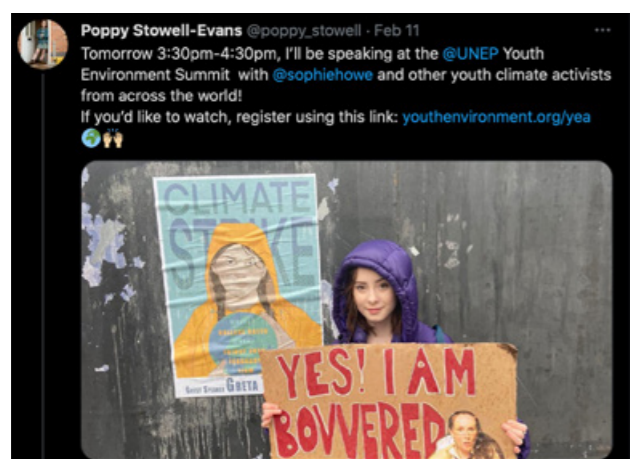 Poppy Stowell-Evans @poppy_stowell · Feb 11
Tomorrow 3:30pm-4:30pm, I'll be speaking at the @UNEP Youth
Environment Summit with @sophiehowe and other youth climate activists
from across the world!
If you'd like to watch, register using this link: youthenvironment.org/yea
🌍🙌🏻
CLIMATE
STRIKE
GRETA
YES! I AM
BOVVERED